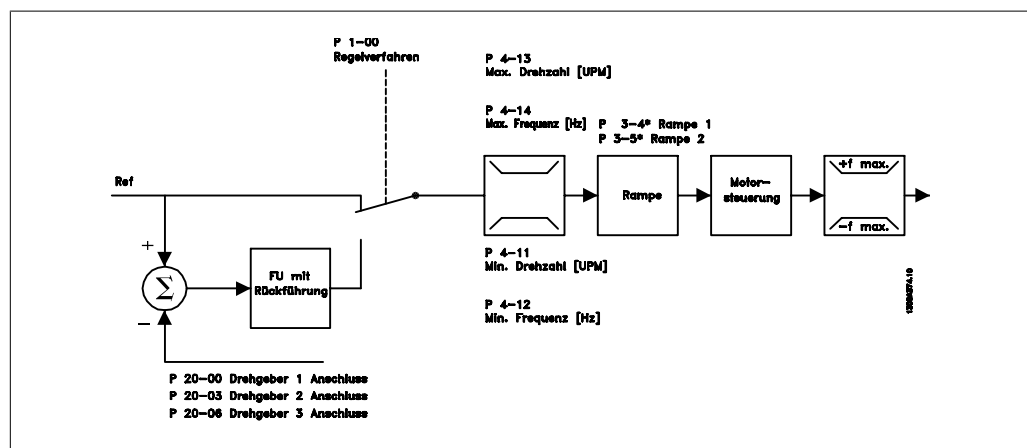 P 1-00
Regelverfahren
P 4-13
Max. Drehzahl [UPM]
P 4-14
Max. Frequenz [Hz]
P 3-4* Rampe 1
P 3-5* Rampe 2
Ref
+f max.
Rampe
Motor-
steuerung
-f max.
+
Σ
FU mit
Rückführung
−
P 4-11
Min. Drehzahl [UPM]
P 4-12
Min. Frequenz [Hz]
P 20-00 Drehgeber 1 Anschluss
P 20-03 Drehgeber 2 Anschluss
P 20-06 Drehgeber 3 Anschluss